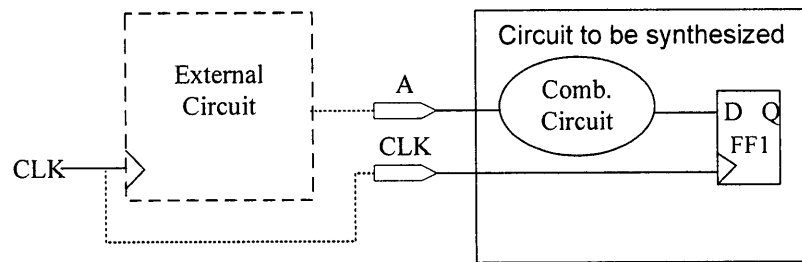 Circuit to be synthesized
External
Circuit
A
Comb.
Circuit
D Q
FF1
CLK
CLK